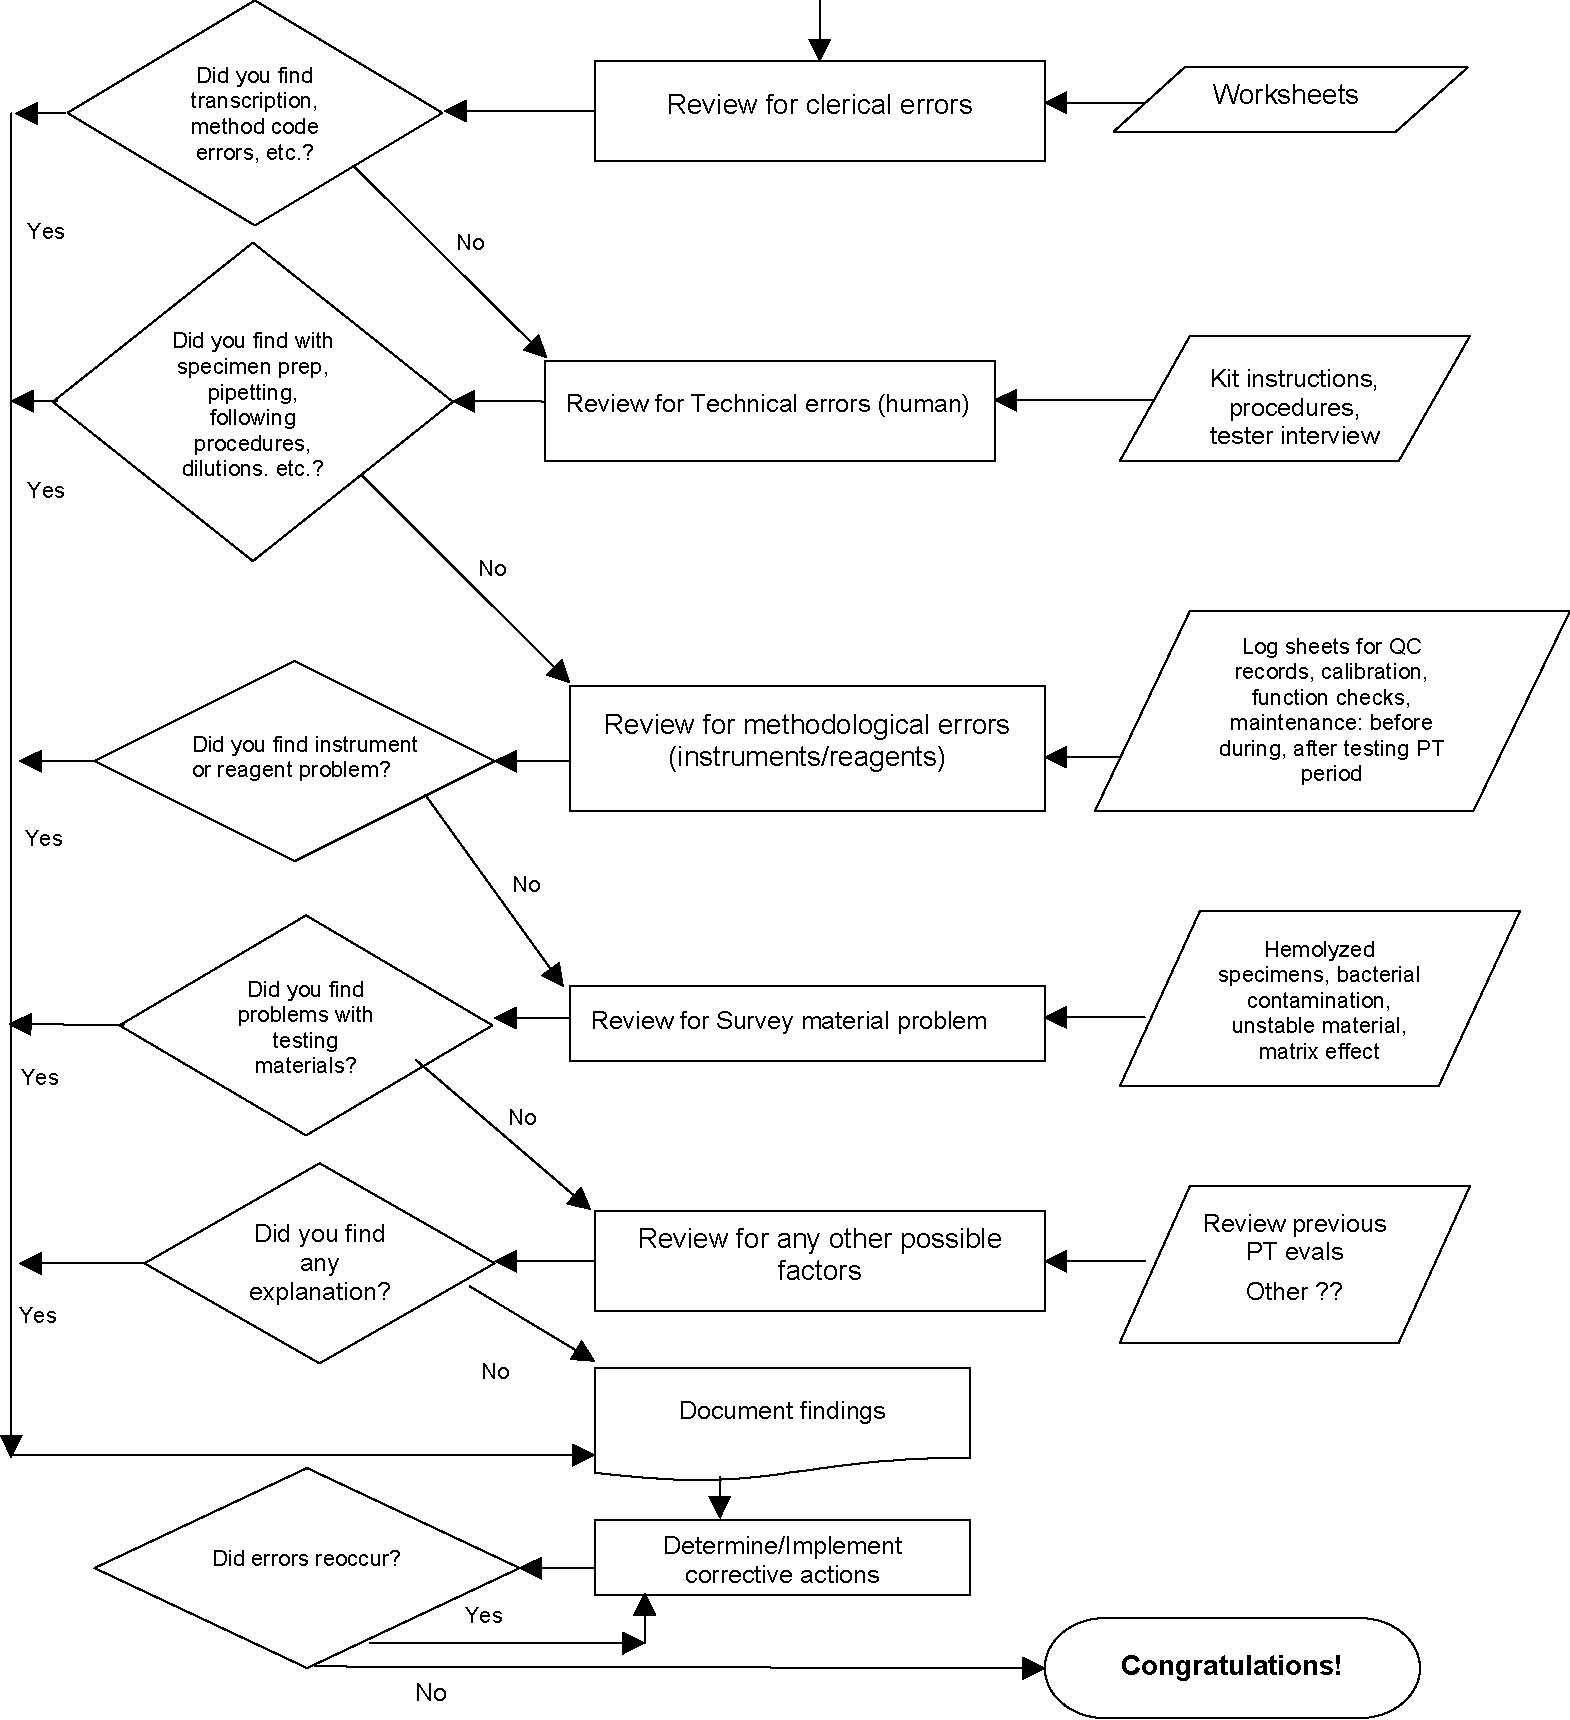 Did you find
transcription,
method code
errors, etc.?
Review for clerical errors
Worksheets
Yes
No
Did you find with
specimen prep,
pipetting,
following
procedures,
dilutions. etc.?
Review for Technical errors (human)
Kit instructions,
procedures,
tester interview
Yes
No
Did you find instrument
or reagent problem?
Review for methodological errors
(instruments/reagents)
Log sheets for QC
records, calibration,
function checks,
maintenance: before
during, after testing PT
period
Yes
No
Did you find
problems with
testing
materials?
Review for Survey material problem
Hemolyzed
specimens, bacterial
contamination,
unstable material,
matrix effect
Yes
No
Did you find
any
explanation?
Review for any other possible
factors
Review previous
PT evals
Other ??
Yes
No
Document findings
Did errors reoccur?
Determine/Implement
corrective actions
Yes
No
Congratulations!